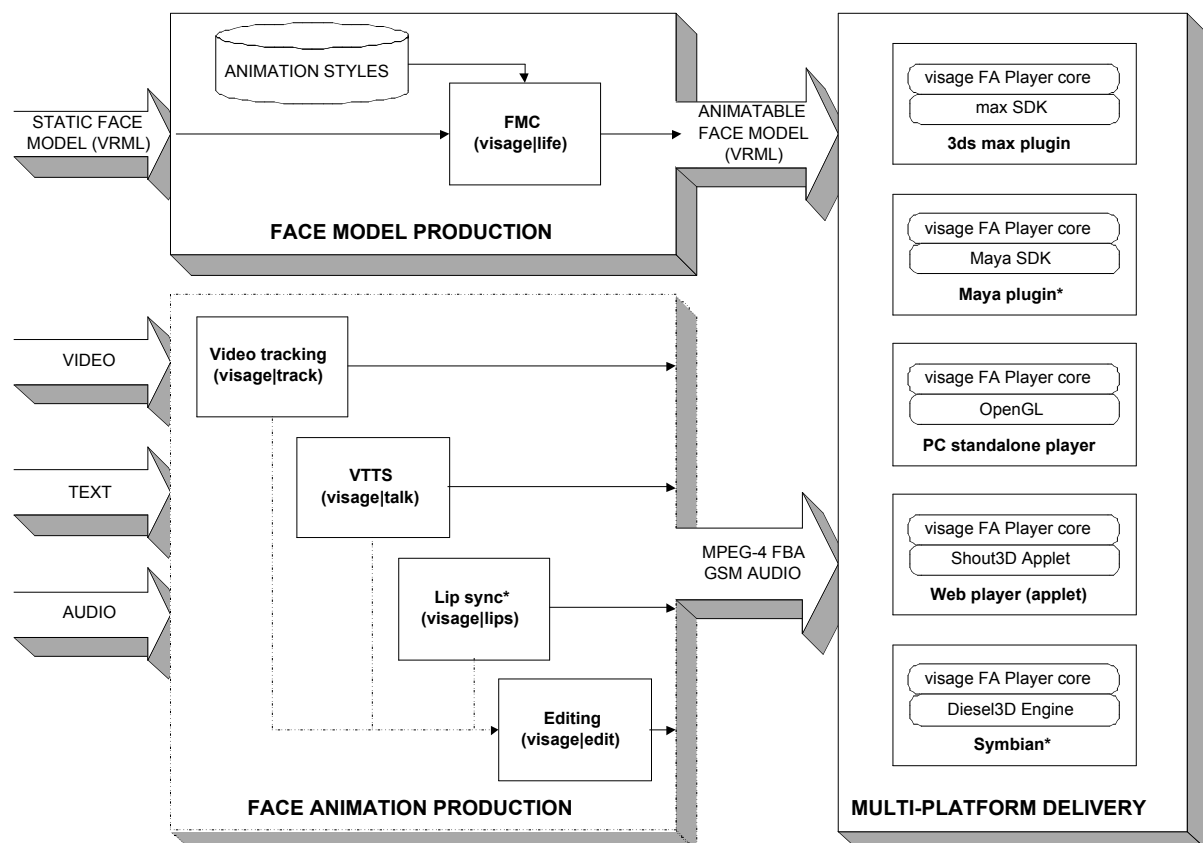 ANIMATION STYLES
STATIC FACE
MODEL (VRML)
FMC
(visage|life)
ANIMATABLE
FACE MODEL
(VRML)
FACE MODEL PRODUCTION
VIDEO
Video tracking
(visage|track)
TEXT
VTTS
(visage|talk)
AUDIO
Lip sync*
(visage|lips)
Editing
(visage|edit)
MPEG-4 FBA
GSM AUDIO
FACE ANIMATION PRODUCTION
visage FA Player core
max SDK
3ds max plugin
visage FA Player core
Maya SDK
Maya plugin*
visage FA Player core
OpenGL
PC standalone player
visage FA Player core
Shout3D Applet
Web player (applet)
visage FA Player core
Diesel3D Engine
Symbian*
MULTI-PLATFORM DELIVERY